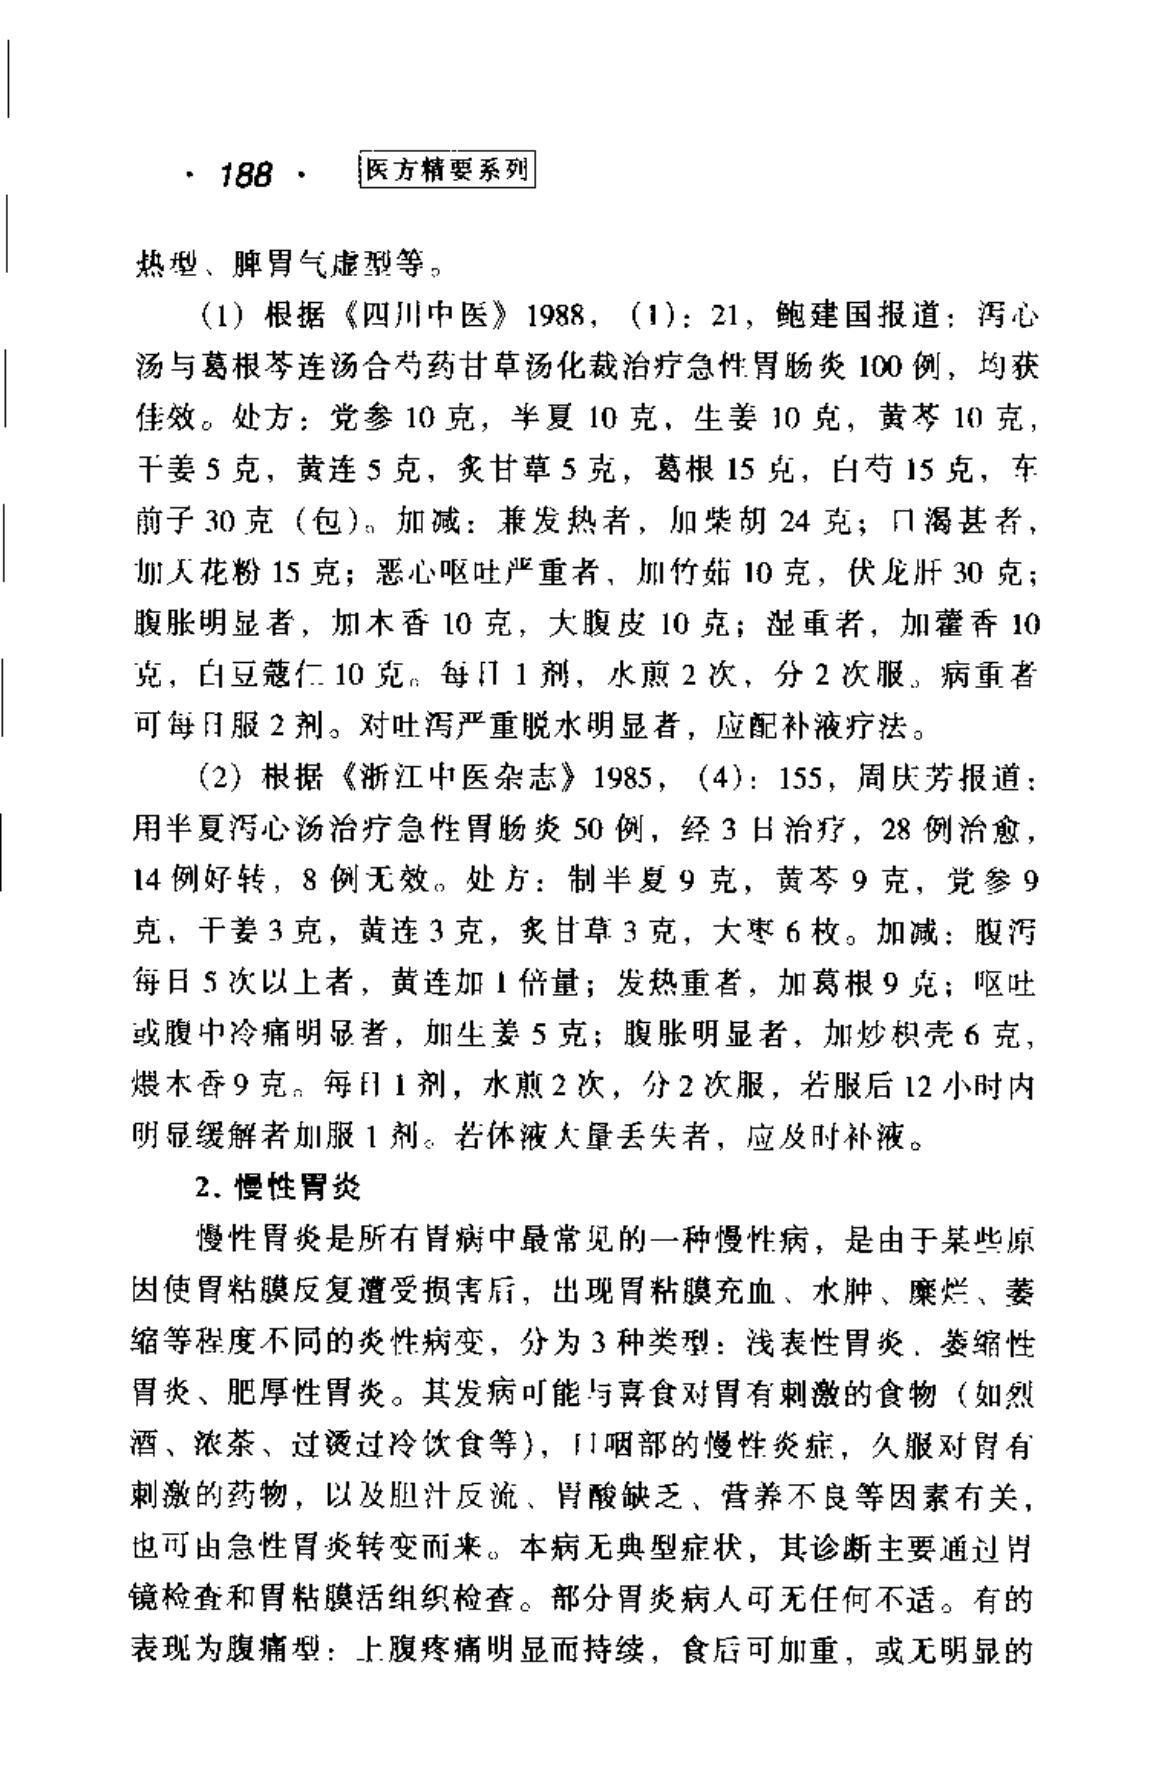 · 188 · 医方精要系列
热型、脾胃气虚型等。
(1) 根据《四川中医》1988，(1)：21，鲍建国报道：泻心
汤与葛根芩连汤合芍药甘草汤化裁治疗急性胃肠炎 100 例，均获
佳效。处方：党参 10 克，半夏 10 克，生姜 10 克，黄芩 10 克，
干姜 5 克，黄连 5 克，炙甘草 5 克，葛根 15 克，白芍 15 克，车
前子 30 克（包）。加减：兼发热者，加柴胡 24 克；口渴甚者，
加天花粉 15 克；恶心呕吐严重者，加竹茹 10 克，伏龙肝 30 克；
腹胀明显者，加木香 10 克，大腹皮 10 克；湿重者，加藿香 10
克，白豆蔻仁 10 克。每日 1 剂，水煎 2 次，分 2 次服。病重者
可每日服 2 剂。对吐泻严重脱水明显者，应配补液疗法。
(2) 根据《浙江中医杂志》1985，(4)：155，周庆芳报道：
用半夏泻心汤治疗急性胃肠炎 50 例，经 3 日治疗，28 例治愈，
14 例好转，8 例无效。处方：制半夏 9 克，黄芩 9 克，党参 9
克，干姜 3 克，黄连 3 克，炙甘草 3 克，大枣 6 枚。加减：腹泻
每日 5 次以上者，黄连加 1 倍量；发热重者，加葛根 9 克；呕吐
或腹中冷痛明显者，加生姜 5 克；腹胀明显者，加炒枳壳 6 克，
煨木香 9 克。每日 1 剂，水煎 2 次，分 2 次服，若服后 12 小时内
明显缓解者加服 1 剂。若体液大量丢失者，应及时补液。
2. 慢性胃炎
慢性胃炎是所有胃病中最常见的一种慢性病，是由于某些原
因使胃粘膜反复遭受损害后，出现胃粘膜充血、水肿、糜烂、萎
缩等程度不同的炎性病变，分为 3 种类型：浅表性胃炎、萎缩性
胃炎、肥厚性胃炎。其发病可能与喜食对胃有刺激的食物（如烈
酒、浓茶、过烫过冷饮食等），口咽部的慢性炎症，久服对胃有
刺激的药物，以及胆汁反流、胃酸缺乏、营养不良等因素有关，
也可由急性胃炎转变而来。本病无典型症状，其诊断主要通过胃
镜检查和胃粘膜活组织检查。部分胃炎病人可无任何不适。有的
表现为腹痛型：上腹疼痛明显而持续，食后可加重，或无明显的